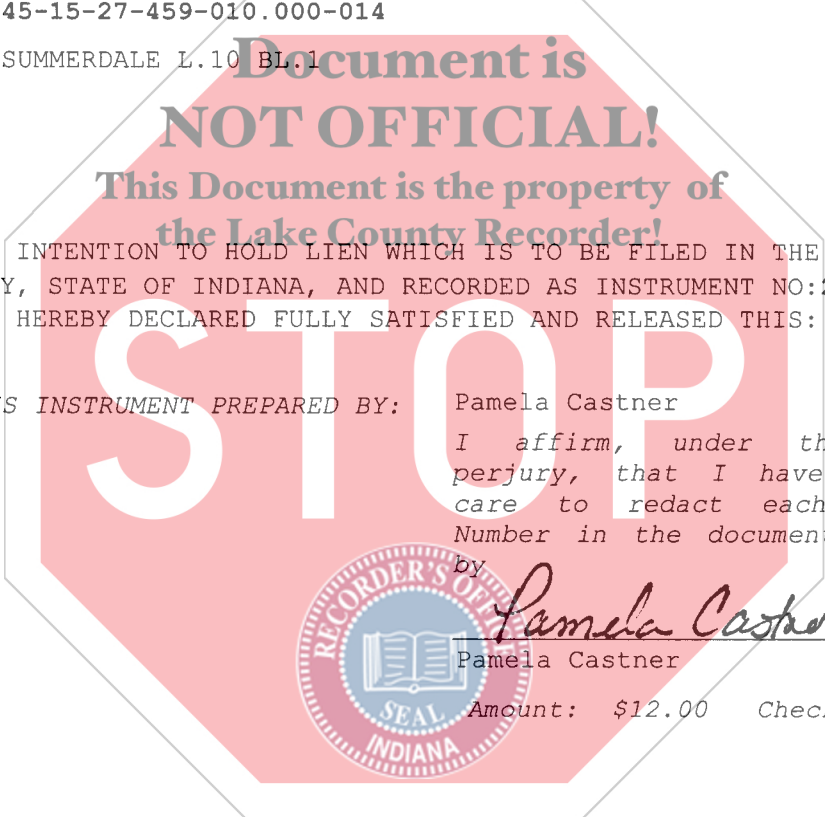 45-15-27-459-010.000-014
SUMMERDALE L.10 BL.1
Document is
NOT OFFICIAL!
This Document is the property of
the Lake County Recorder!
INTENTION TO HOLD LIEN WHICH IS TO BE FILED IN THE
Y, STATE OF INDIANA, AND RECORDED AS INSTRUMENT NO:2
HEREBY DECLARED FULLY SATISFIED AND RELEASED THIS:
STOP
S INSTRUMENT PREPARED BY: Pamela Castner
I affirm, under th
perjury, that I have
care to redact each
Number in the document
by
Pamela Castne
Pamela Castner
Amount: $12.00 Chec
RECORDER'S OFFICE
SEAL
INDIANA